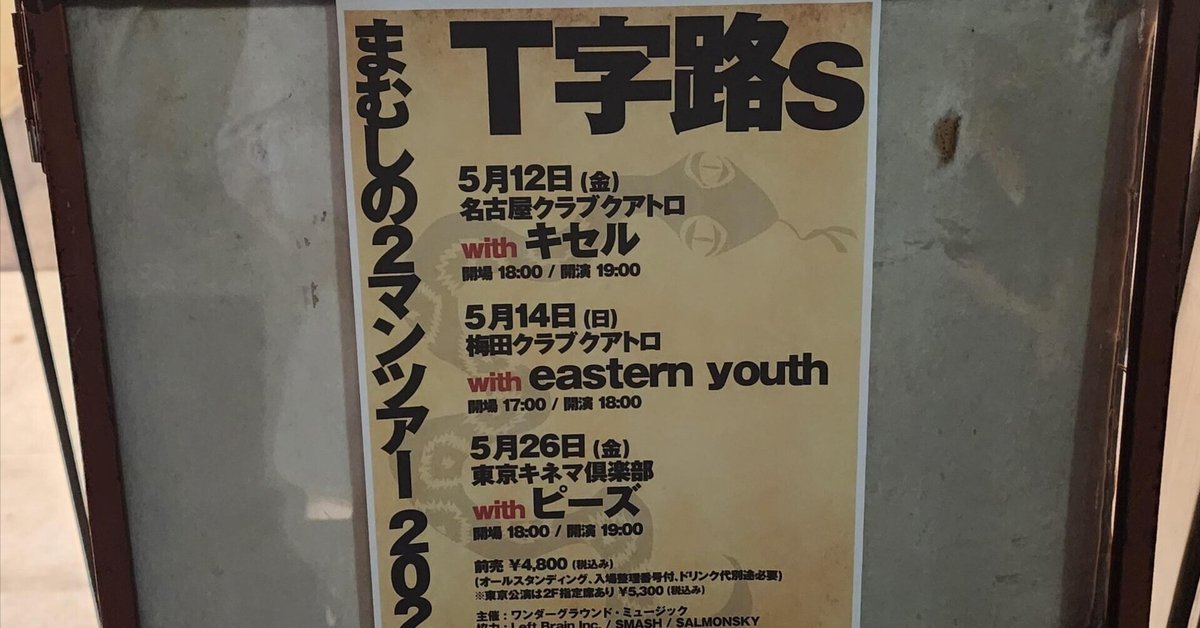 T字路s
まむしの2マンツアー 202
5月12日 (金)
名古屋クラブクアトロ
with キセル
開場 18:00 / 開演 19:00
5月14日 (日)
梅田クラブクアトロ
with eastern youth
開場 17:00 / 開演 18:00
5月26日 (金)
東京キネマ倶楽部
with ピーズ
開場 18:00 / 開演 19:00
前売 ¥4,800 (税込み)
(オールスタンディング、入場整理番号付、ドリンク代別途必要)
※東京公演は2F指定席あり ¥5,300 (税込み)
主催 : ワンダーグラウンド・ミュージック
協力 : Left Brain Inc. / SMASH / SALMONSKY